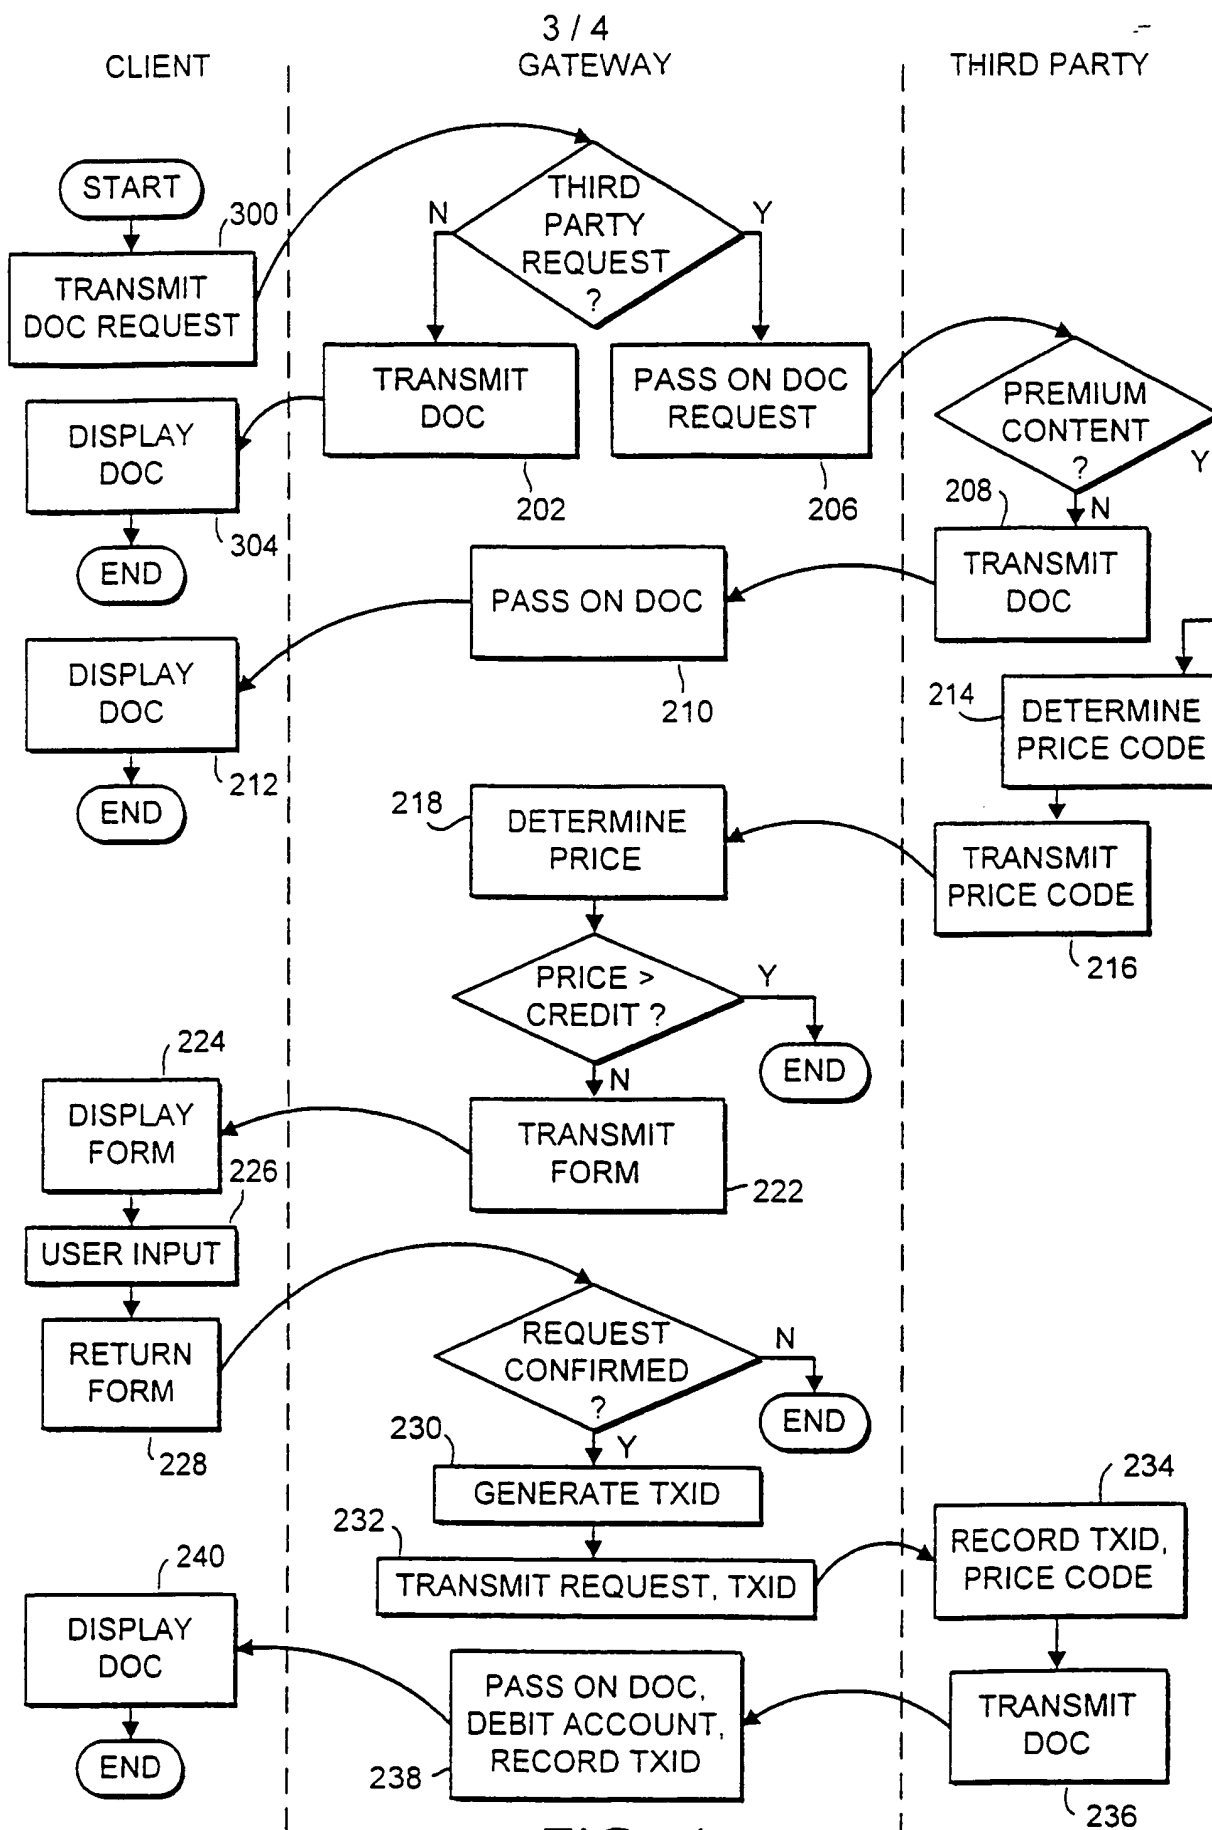 3 / 4
CLIENT
GATEWAY
THIRD PARTY
START
300
TRANSMIT
DOC REQUEST
THIRD
PARTY
REQUEST
?
N
Y
TRANSMIT
DOC
202
PASS ON DOC
REQUEST
206
PREMIUM
CONTENT
?
Y
N
DISPLAY
DOC
304
END
208
TRANSMIT
DOC
PASS ON DOC
210
DISPLAY
DOC
212
END
214
DETERMINE
PRICE CODE
218
DETERMINE
PRICE
TRANSMIT
PRICE CODE
216
PRICE >
CREDIT ?
Y
END
N
224
DISPLAY
FORM
TRANSMIT
FORM
222
226
USER INPUT
RETURN
FORM
228
REQUEST
CONFIRMED
?
N
END
Y
230
GENERATE TXID
232
TRANSMIT REQUEST, TXID
234
RECORD TXID,
PRICE CODE
240
DISPLAY
DOC
END
PASS ON DOC,
DEBIT ACCOUNT,
RECORD TXID
238
TRANSMIT
DOC
236